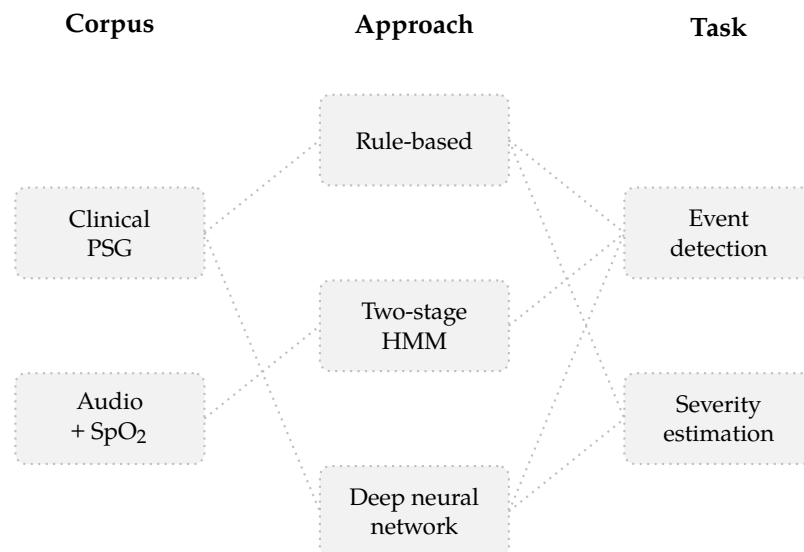 Corpus
Approach
Task
Rule-based
Clinical
PSG
Event
detection
Two-stage
HMM
Audio
+ SpO₂
Severity
estimation
Deep neural
network